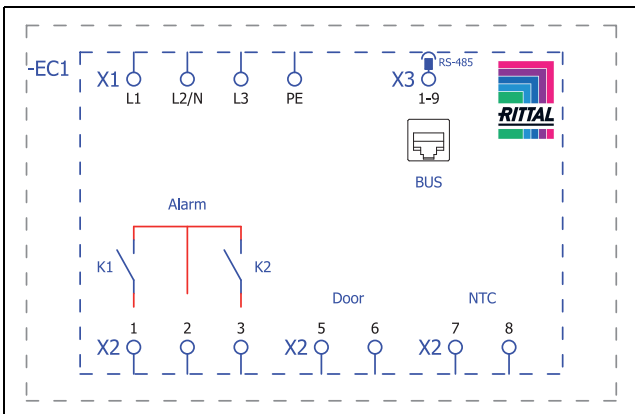 -EC1
X1
L1
L2/N
L3
PE
X3
RS-485
1-9
RITTAL
BUS
Alarm
K1
K2
Door
NTC
X2
1
2
3
X2
5
6
X2
7
8